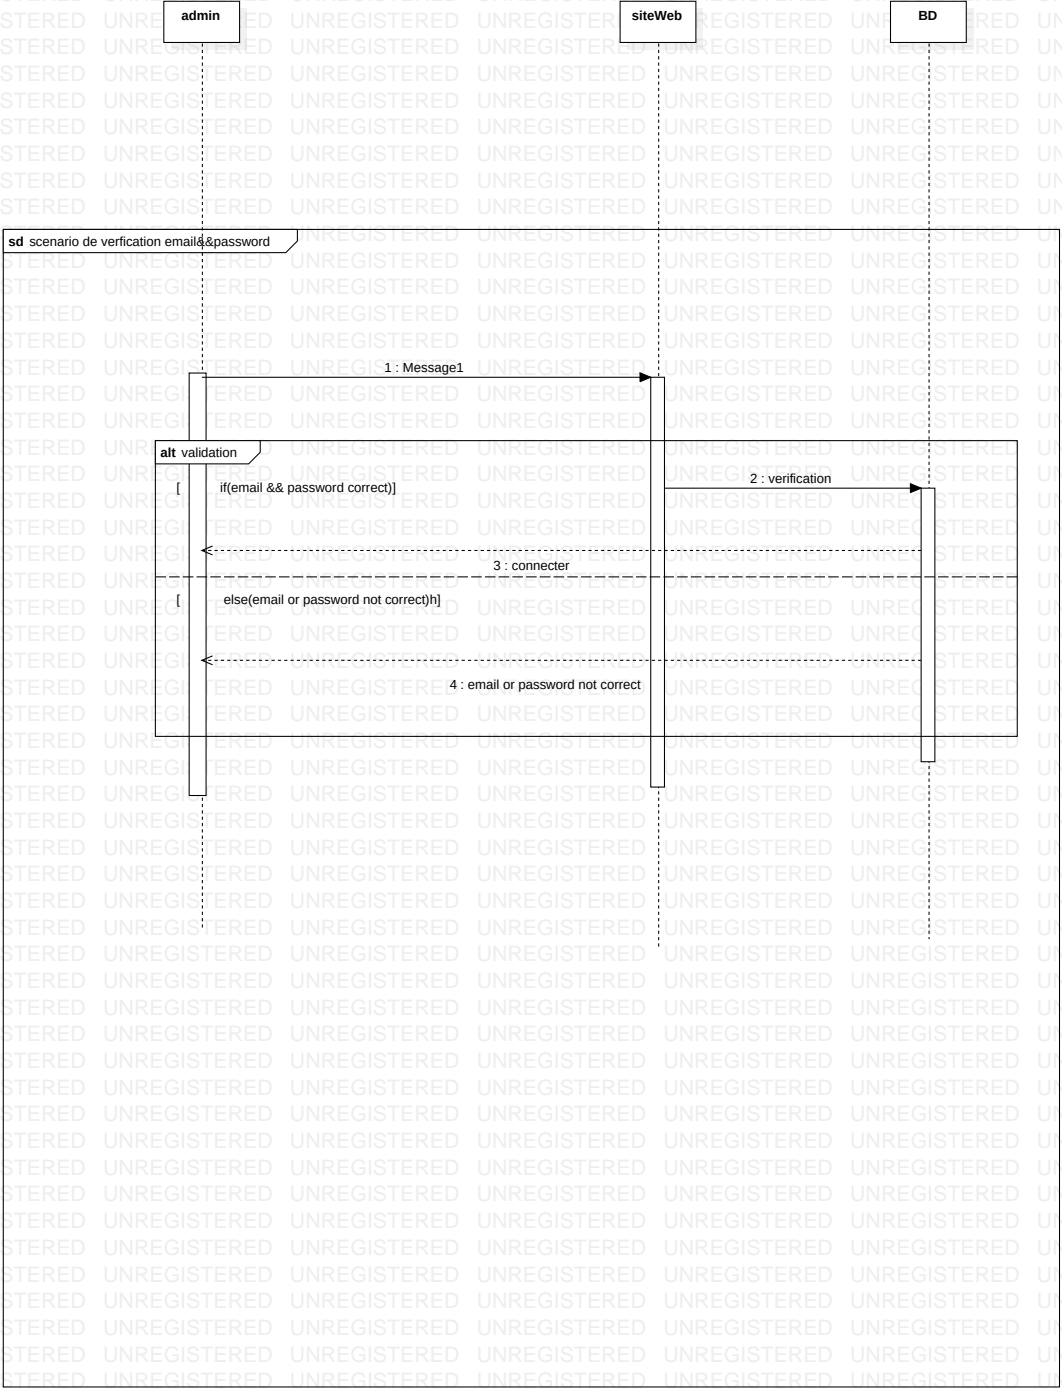 admin
siteWeb
BD
sd scenario de verfication email&&password
1 : Message1
alt validation
[ if(email && password correct)]
2 : verification
3 : connecter
[ else(email or password not correct)h]
4 : email or password not correct
UNREGISTERED